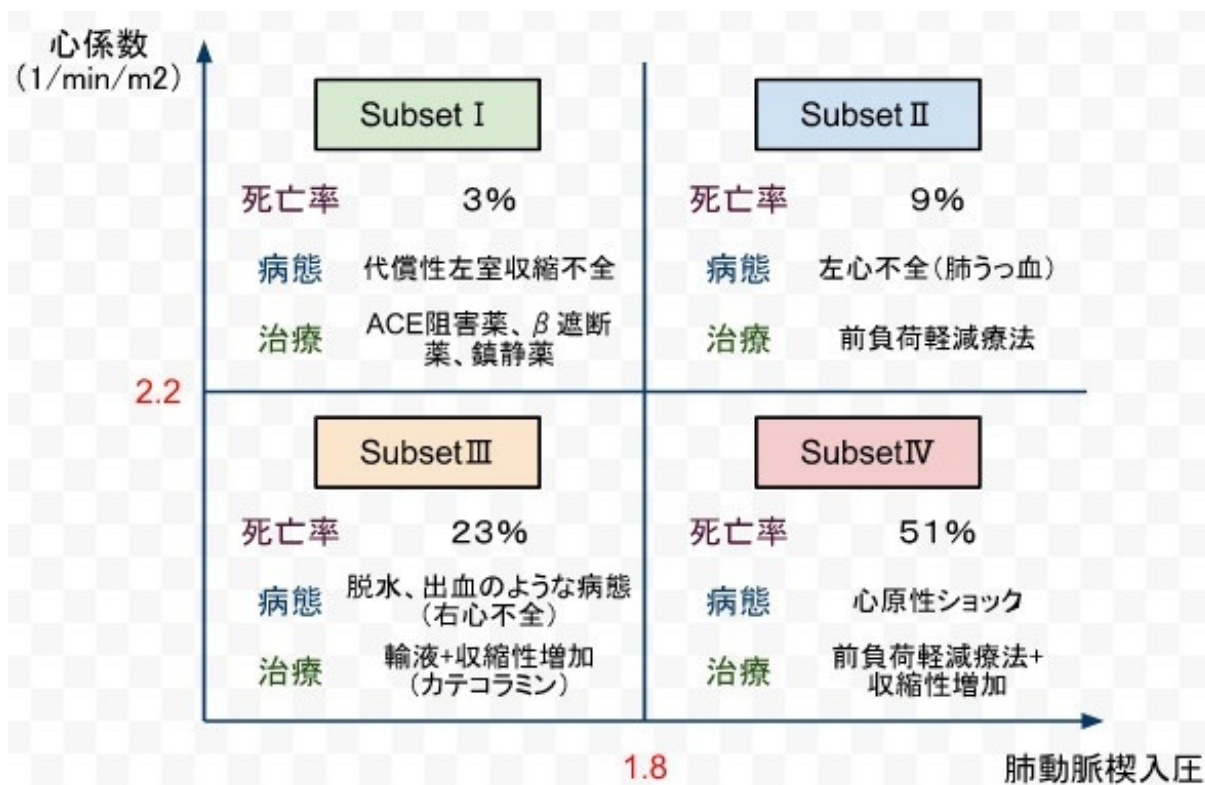 心係数
(1/min/m2)
Subset Ⅰ
死亡率 3%
病態 代償性左室収縮不全
治療 ACE阻害薬、β遮断
薬、鎮静薬
Subset Ⅱ
死亡率 9%
病態 左心不全(肺うっ血)
治療 前負荷軽減療法
2.2
SubsetⅢ
死亡率 23%
病態 脱水、出血のような病態
(右心不全)
治療 輸液+収縮性増加
(カテコラミン)
SubsetⅣ
死亡率 51%
病態 心原性ショック
治療 前負荷軽減療法+
収縮性増加
1.8
肺動脈楔入圧